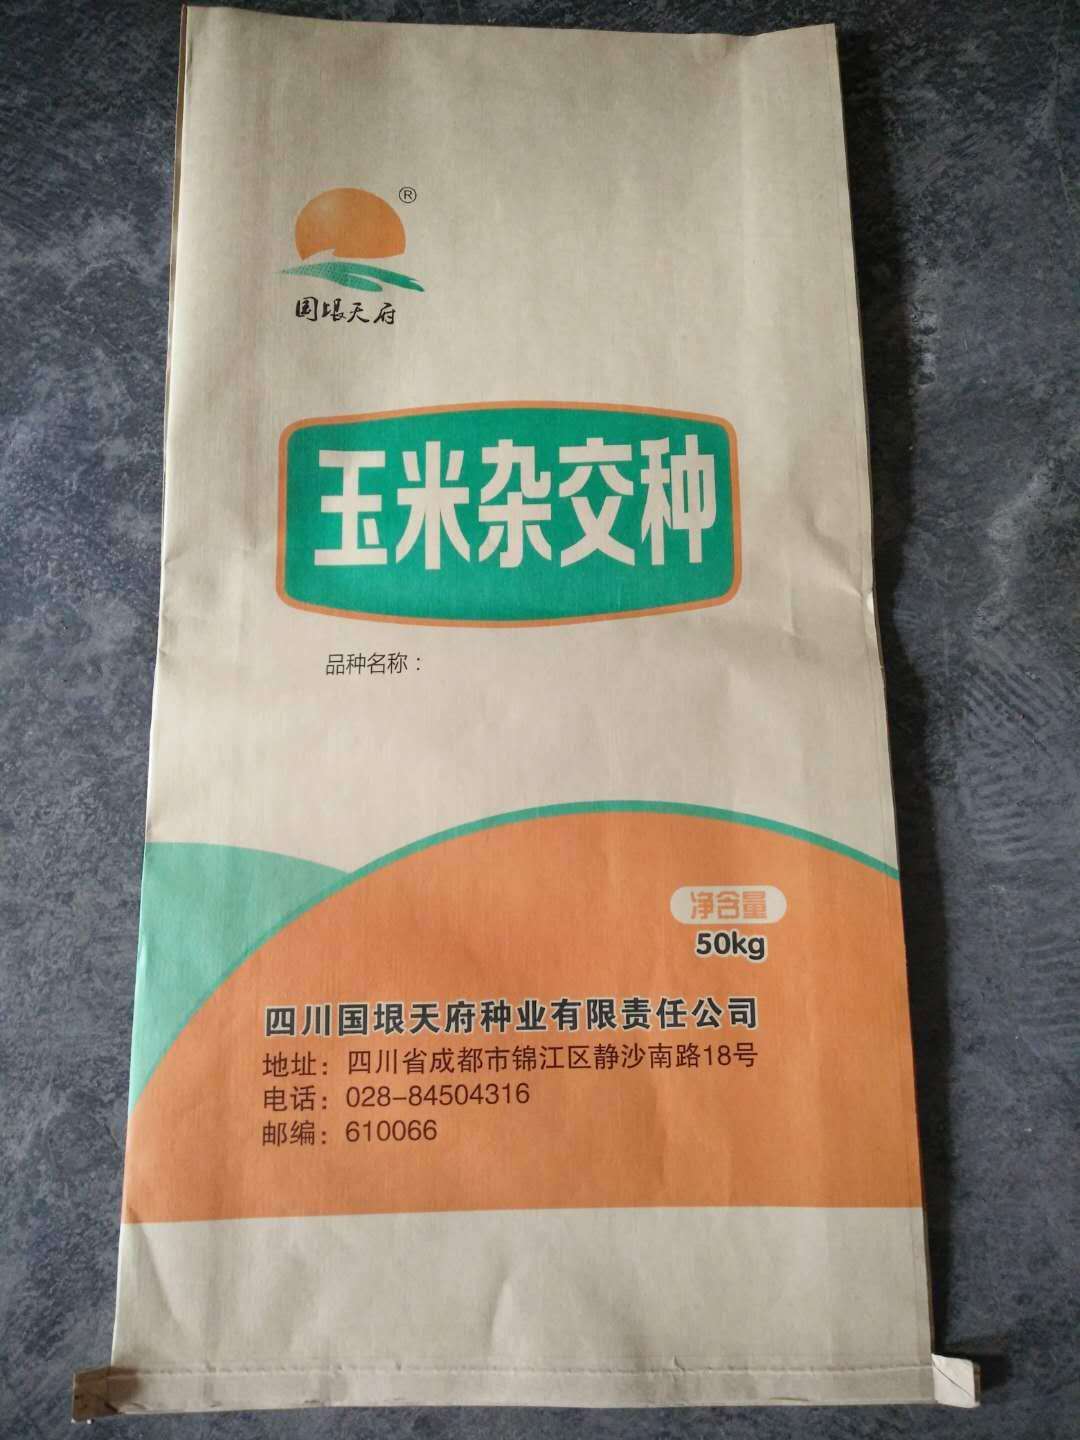 ®
国垠天府
玉米杂交种
品种名称：
净含量
50kg
四川国垠天府种业有限责任公司
地址：四川省成都市锦江区静沙南路18号
电话：028-84504316
邮编：610066